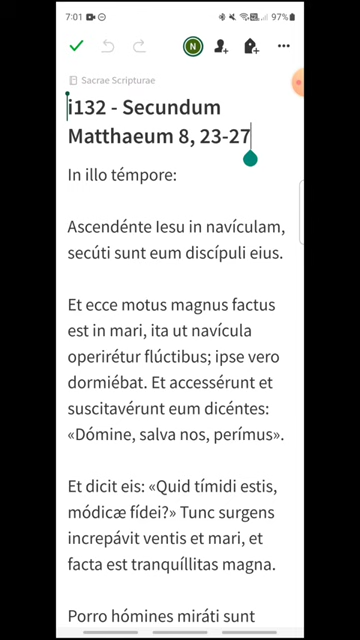 7:01
97%
N
Sacrae Scripturae
i132 - Secundum
Matthaeum 8, 23-27
In illo témpore:
Ascendénte Iesu in navículam,
secúti sunt eum discípuli eius.
Et ecce motus magnus factus
est in mari, ita ut navícula
operirétur flúctibus; ipse vero
dormiébat. Et accessérunt et
suscitavérunt eum dicéntes:
«Dómine, salva nos, perímus».
Et dicit eis: «Quid tímidi estis,
módicæ fídei?» Tunc surgens
increpávit ventis et mari, et
facta est tranquíllitas magna.
Porro hómines miráti sunt